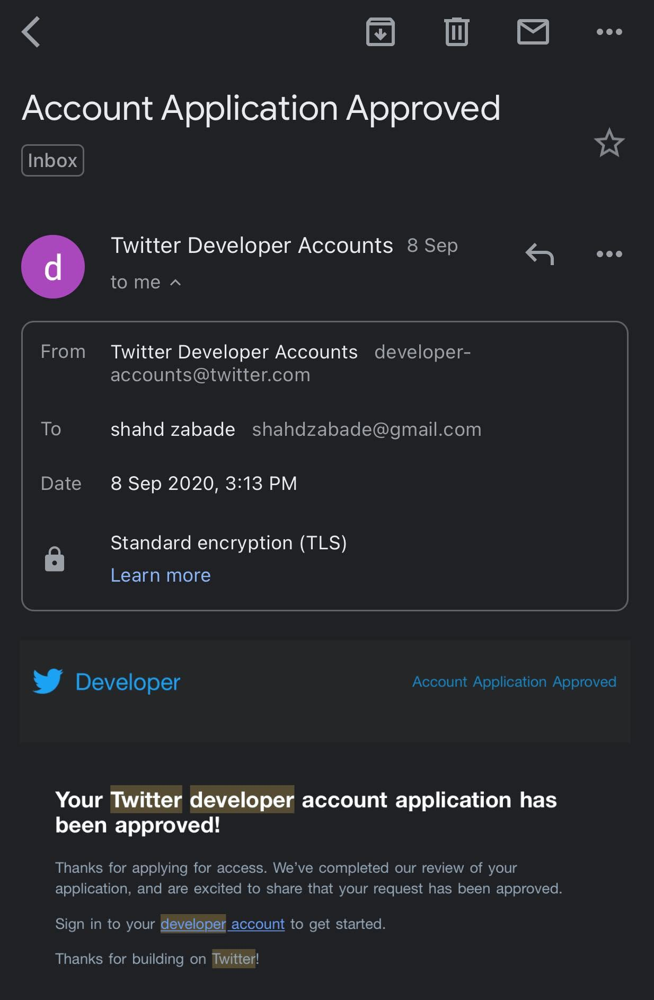 Account Application Approved
Inbox
d
Twitter Developer Accounts 8 Sep
to me
From Twitter Developer Accounts developer-
accounts@twitter.com
To shahd zabade shahdzabade@gmail.com
Date 8 Sep 2020, 3:13 PM
Standard encryption (TLS)
Learn more
Developer Account Application Approved
Your Twitter developer account application has
been approved!
Thanks for applying for access. We’ve completed our review of your
application, and are excited to share that your request has been approved.
Sign in to your developer account to get started.
Thanks for building on Twitter!